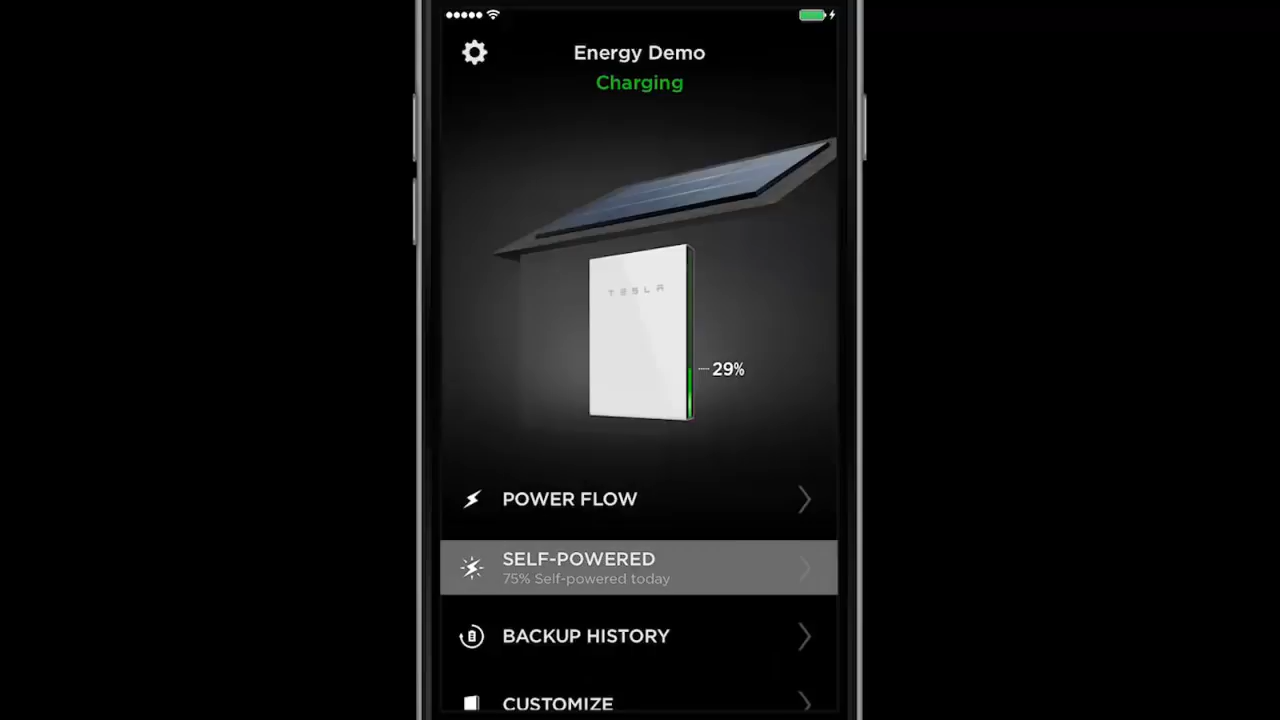 Energy Demo
Charging
TESLA
29%
POWER FLOW
SELF-POWERED
75% Self-powered today
BACKUP HISTORY
CUSTOMIZE